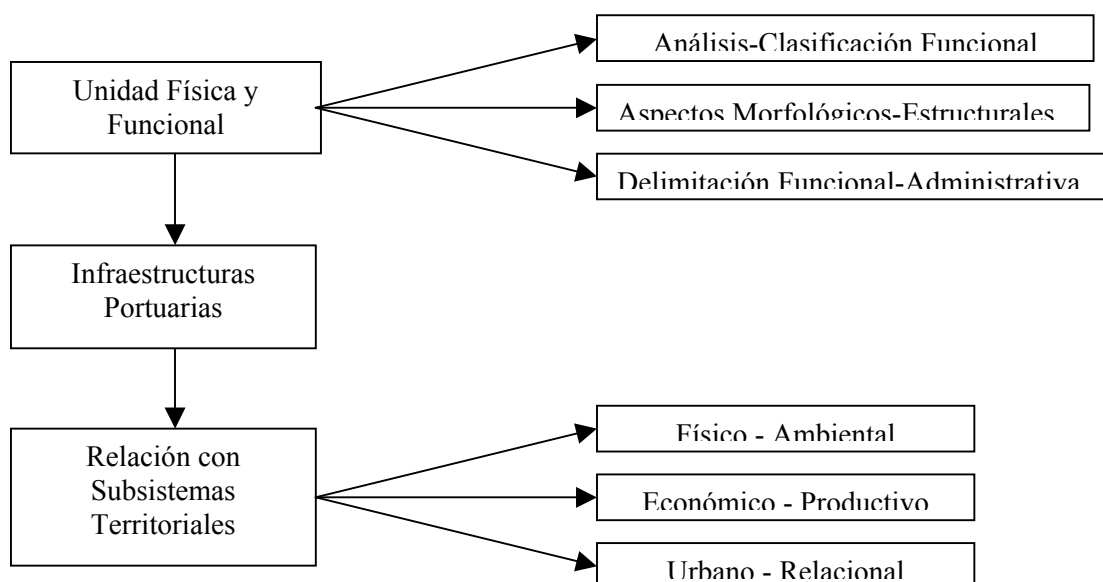 Análisis-Clasificación Funcional
Unidad Física y
Funcional
Aspectos Morfológicos-Estructurales
Delimitación Funcional-Administrativa
Infraestructuras
Portuarias
Relación con
Subsistemas
Territoriales
Físico - Ambiental
Económico - Productivo
Urbano - Relacional